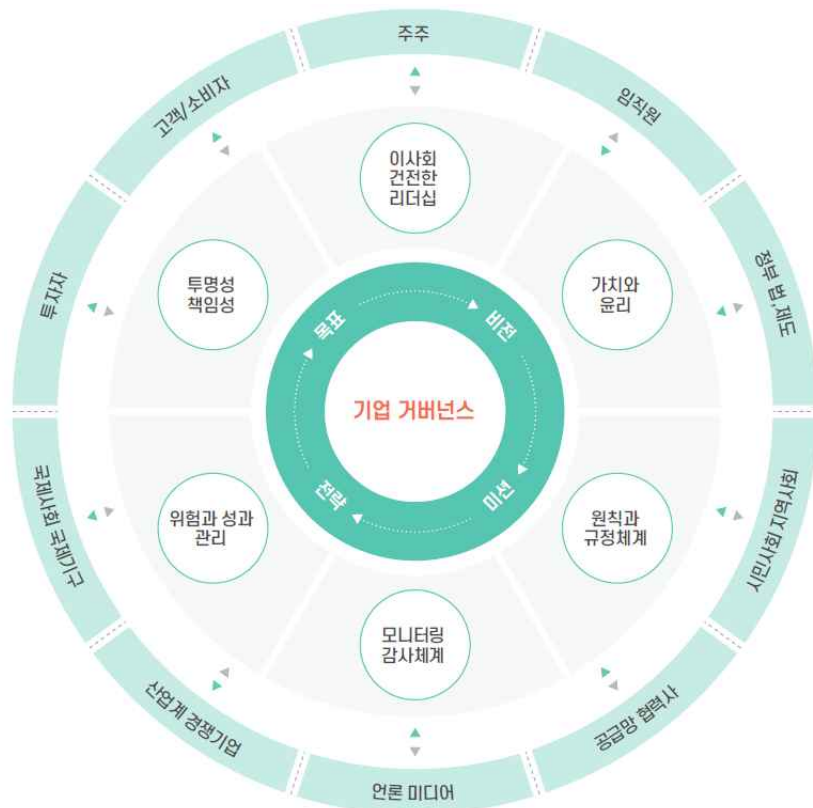 주주
임직원
정부 법,제도
시민사회 지역사회
공급망 협력사
언론 미디어
산업계 경쟁기업
국제사회 국제기구
투자자
고객/소비자
이사회
건전한
리더십
가치와
윤리
원칙과
규정체계
모니터링
감사체계
위험과 성과
관리
투명성
책임성
목표
비전
미션
전략
기업 거버넌스